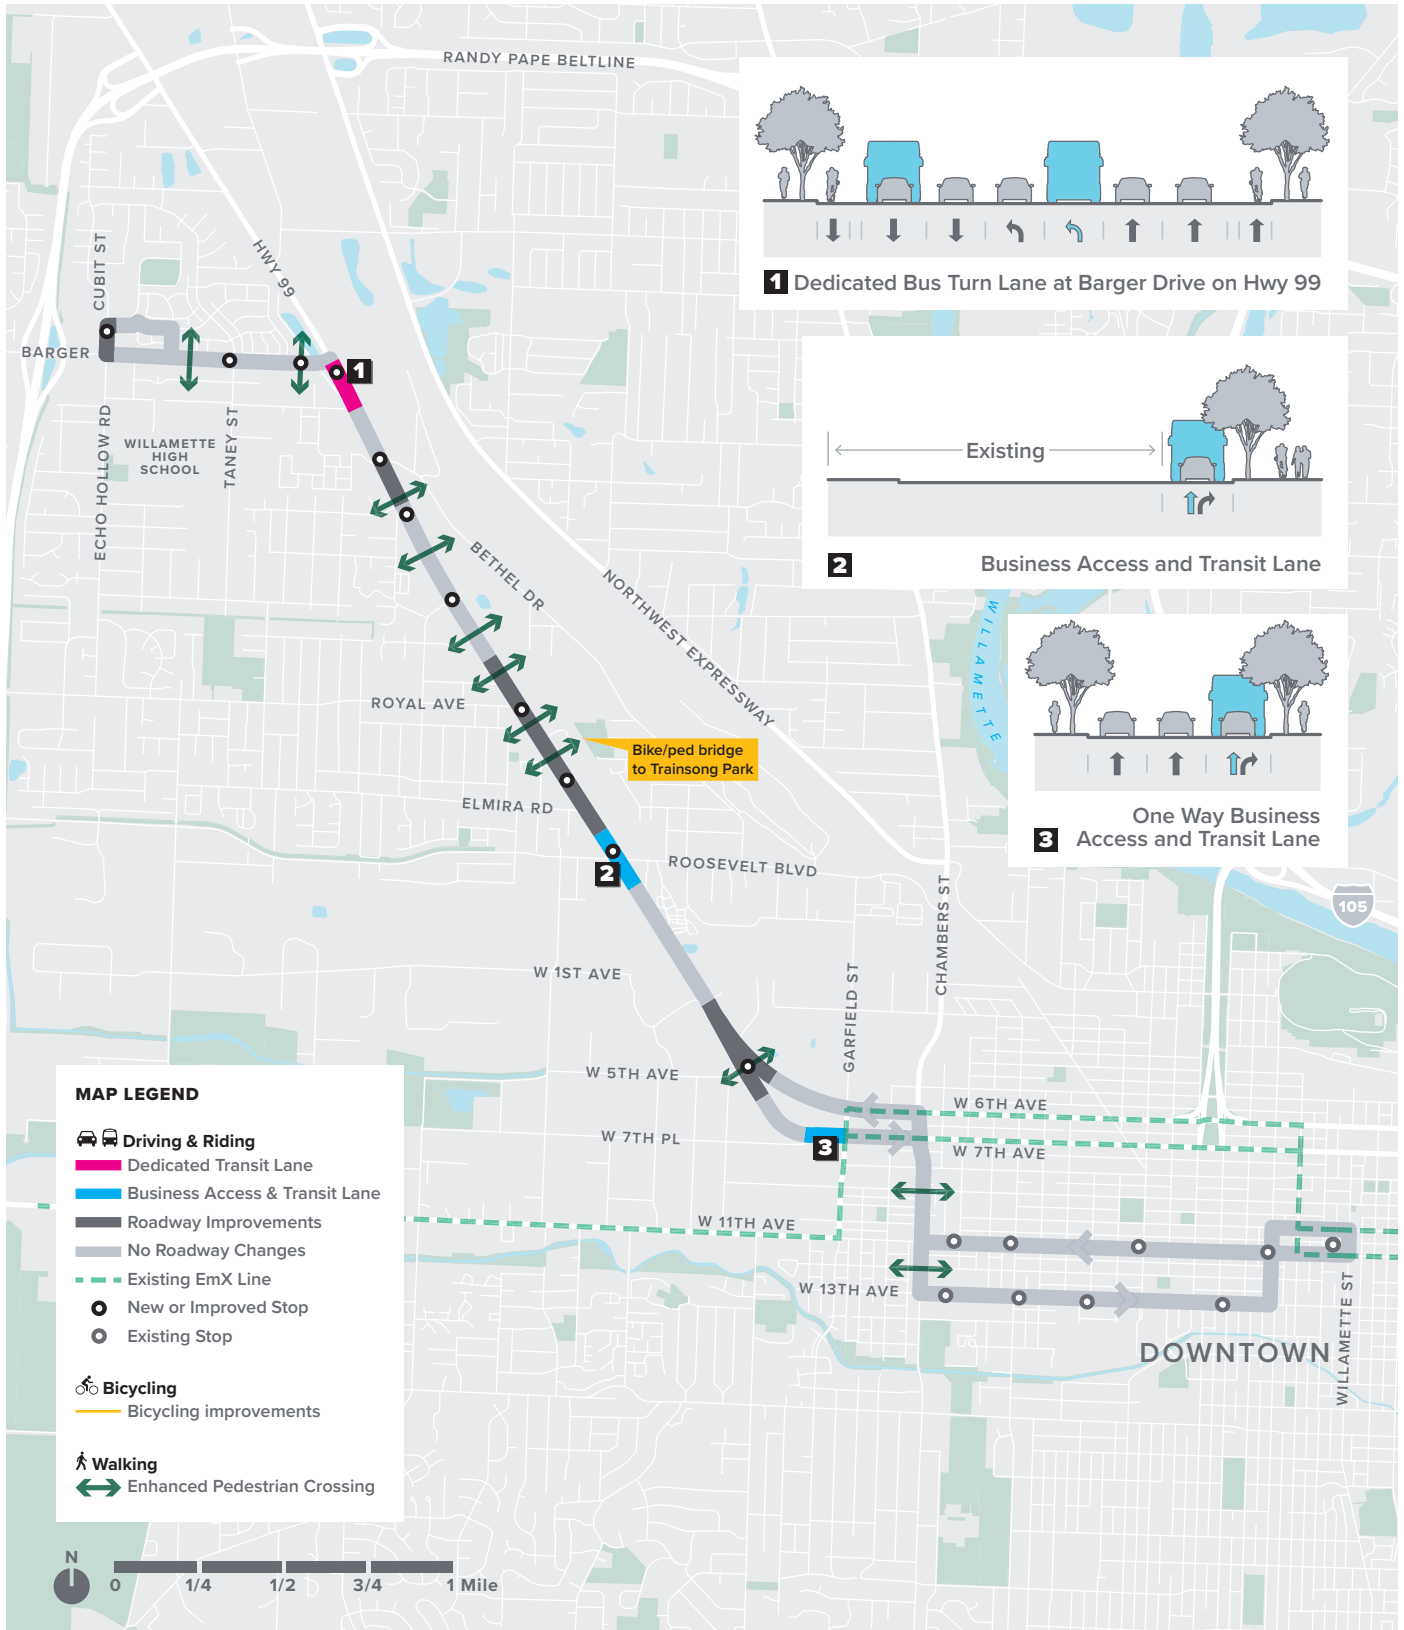 RANDY PAPE BELTLINE
1 Dedicated Bus Turn Lane at Barger Drive on Hwy 99
CUBIT ST
HWY 99
BARGER
1
Existing
2 Business Access and Transit Lane
ECHO HOLLOW RD
WILLAMETTE
HIGH
SCHOOL
TANEY ST
BETHEL DR
NORTHWEST EXPRESSWAY
WILLAMETTE
ROYAL AVE
Bike/ped bridge
to Trainsong Park
ELMIRA RD
One Way Business
3 Access and Transit Lane
2
ROOSEVELT BLVD
CHAMBERS ST
105
W 1ST AVE
GARFIELD ST
W 5TH AVE
W 6TH AVE
W 7TH PL
3
W 7TH AVE
W 11TH AVE
W 13TH AVE
DOWNTOWN
WILLAMETTE ST
MAP LEGEND
Driving & Riding
Dedicated Transit Lane
Business Access & Transit Lane
Roadway Improvements
No Roadway Changes
Existing EmX Line
New or Improved Stop
Existing Stop
Bicycling
Bicycling improvements
Walking
Enhanced Pedestrian Crossing
N
0 1/4 1/2 3/4 1 Mile